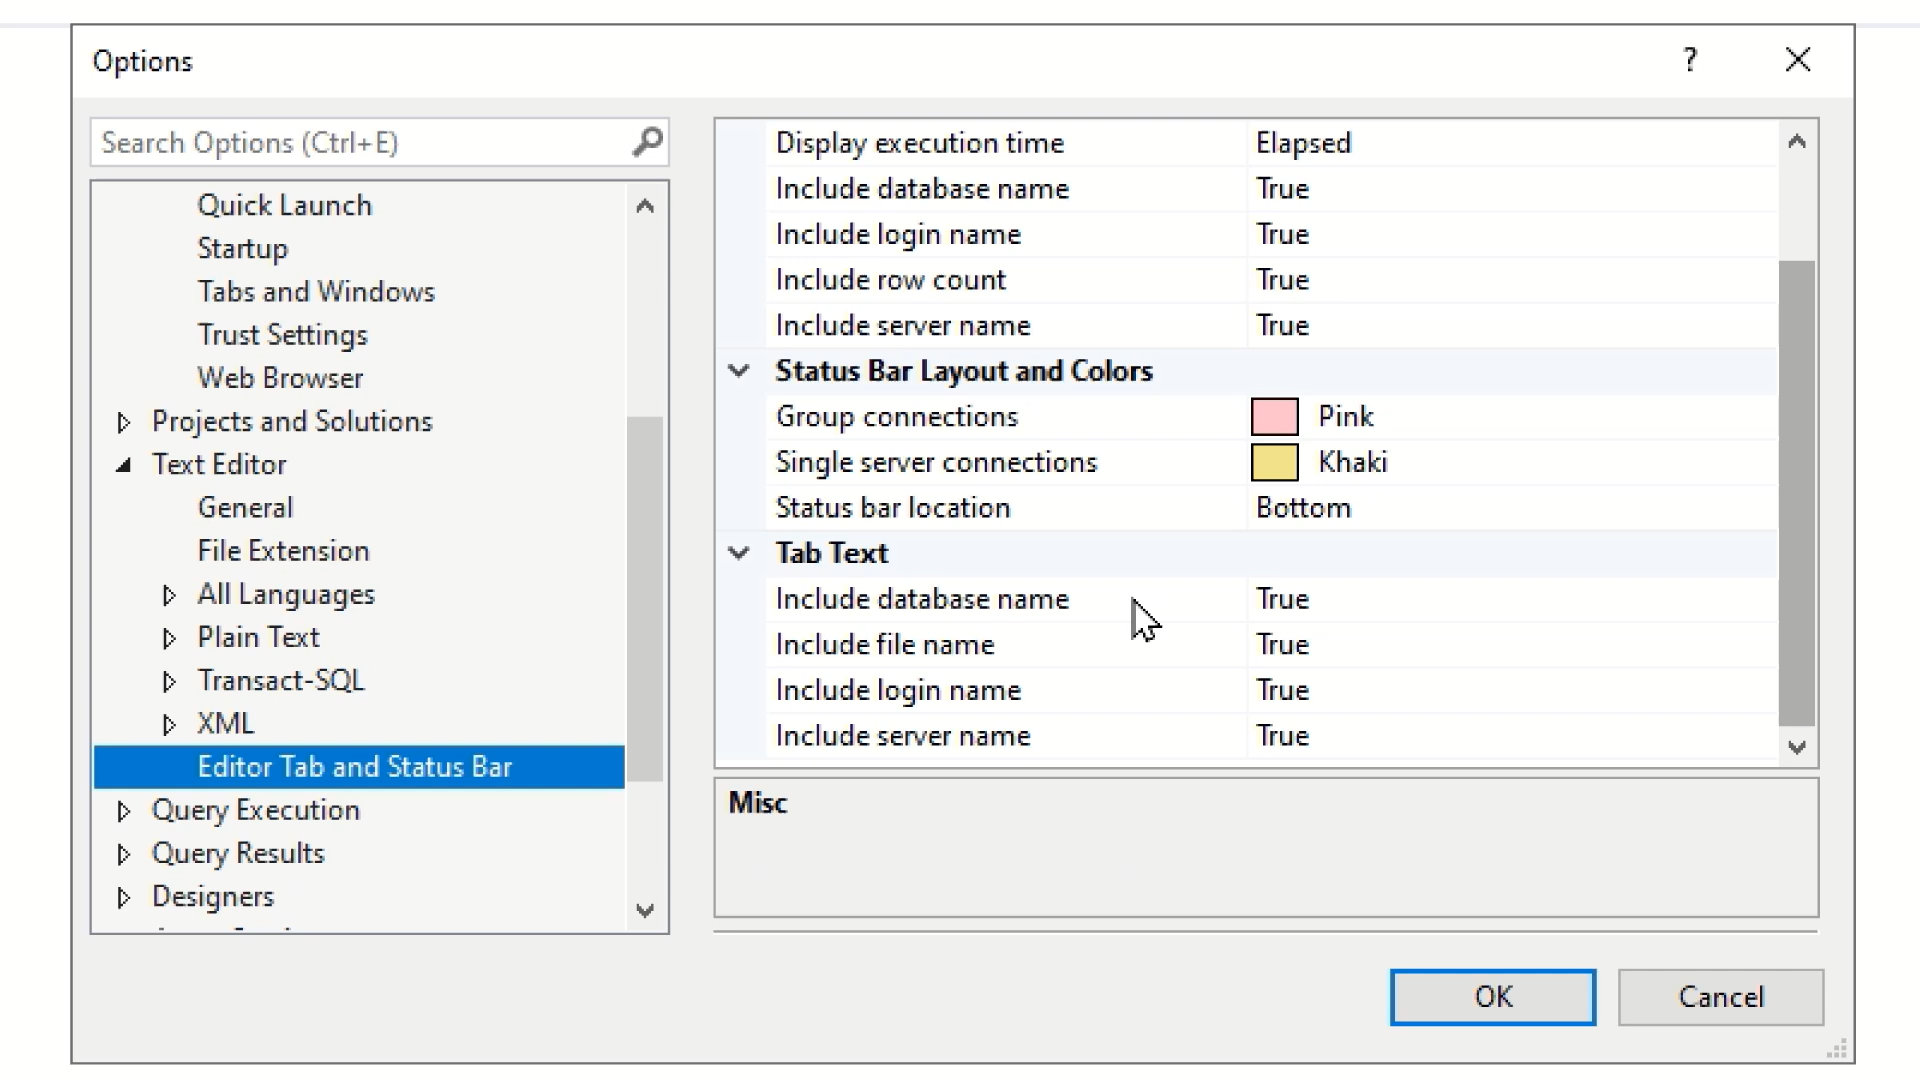 Options
?
Search Options (Ctrl+E)
Quick Launch
Startup
Tabs and Windows
Trust Settings
Web Browser
Projects and Solutions
Text Editor
General
File Extension
All Languages
Plain Text
Transact-SQL
XML
Editor Tab and Status Bar
Query Execution
Query Results
Designers
Display execution time Elapsed
Include database name True
Include login name True
Include row count True
Include server name True
Status Bar Layout and Colors
Group connections Pink
Single server connections Khaki
Status bar location Bottom
Tab Text
Include database name True
Include file name True
Include login name True
Include server name True
Misc
OK Cancel